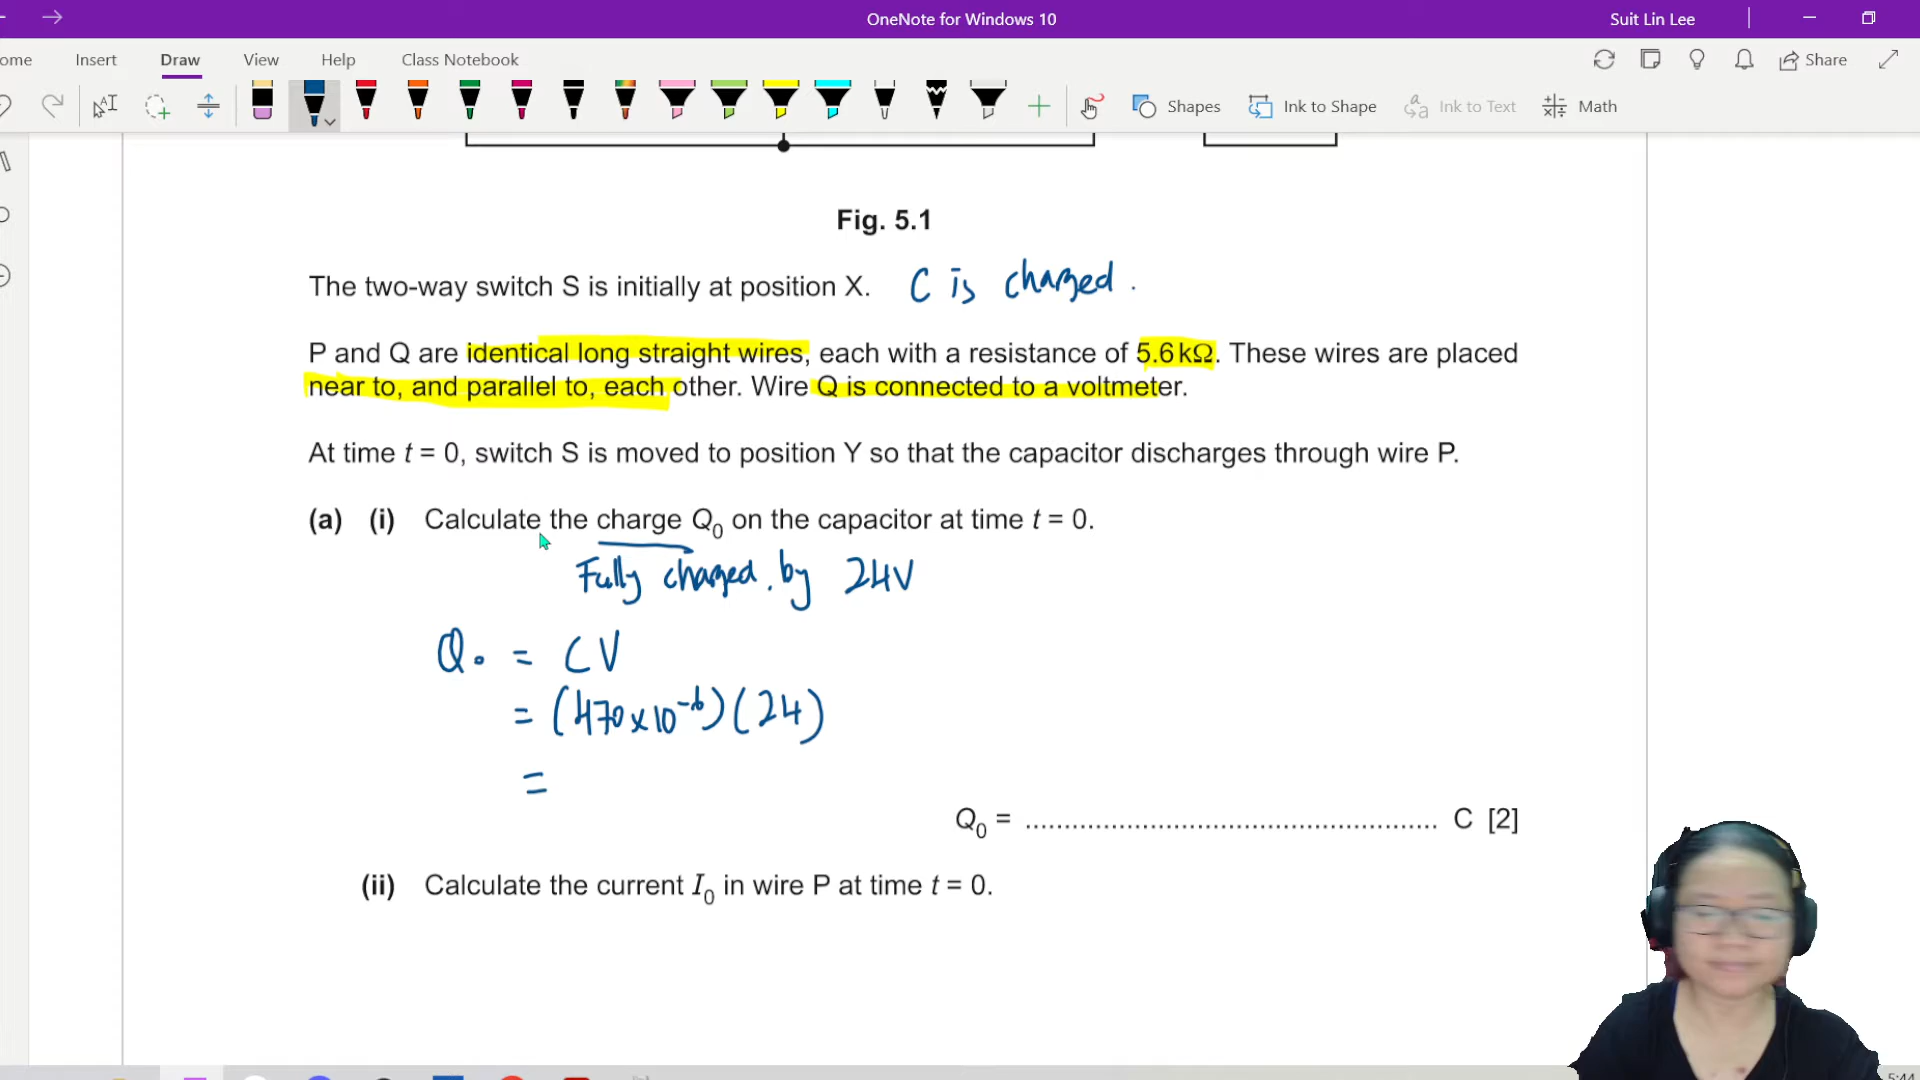 OneNote for Windows 10
Suit Lin Lee
ome Insert Draw View Help Class Notebook
Share
Shapes Ink to Shape Ink to Text Math
Fig. 5.1
The two-way switch S is initially at position X. C is charged.
P and Q are identical long straight wires, each with a resistance of 5.6 kΩ. These wires are placed
near to, and parallel to, each other. Wire Q is connected to a voltmeter.
At time t = 0, switch S is moved to position Y so that the capacitor discharges through wire P.
(a) (i) Calculate the charge Q₀ on the capacitor at time t = 0.
Fully charged. by 24V
Q₀ = CV
= (470×10⁻⁶)(24)
=
Q₀ = ..................................................... C [2]
(ii) Calculate the current I₀ in wire P at time t = 0.
5:44